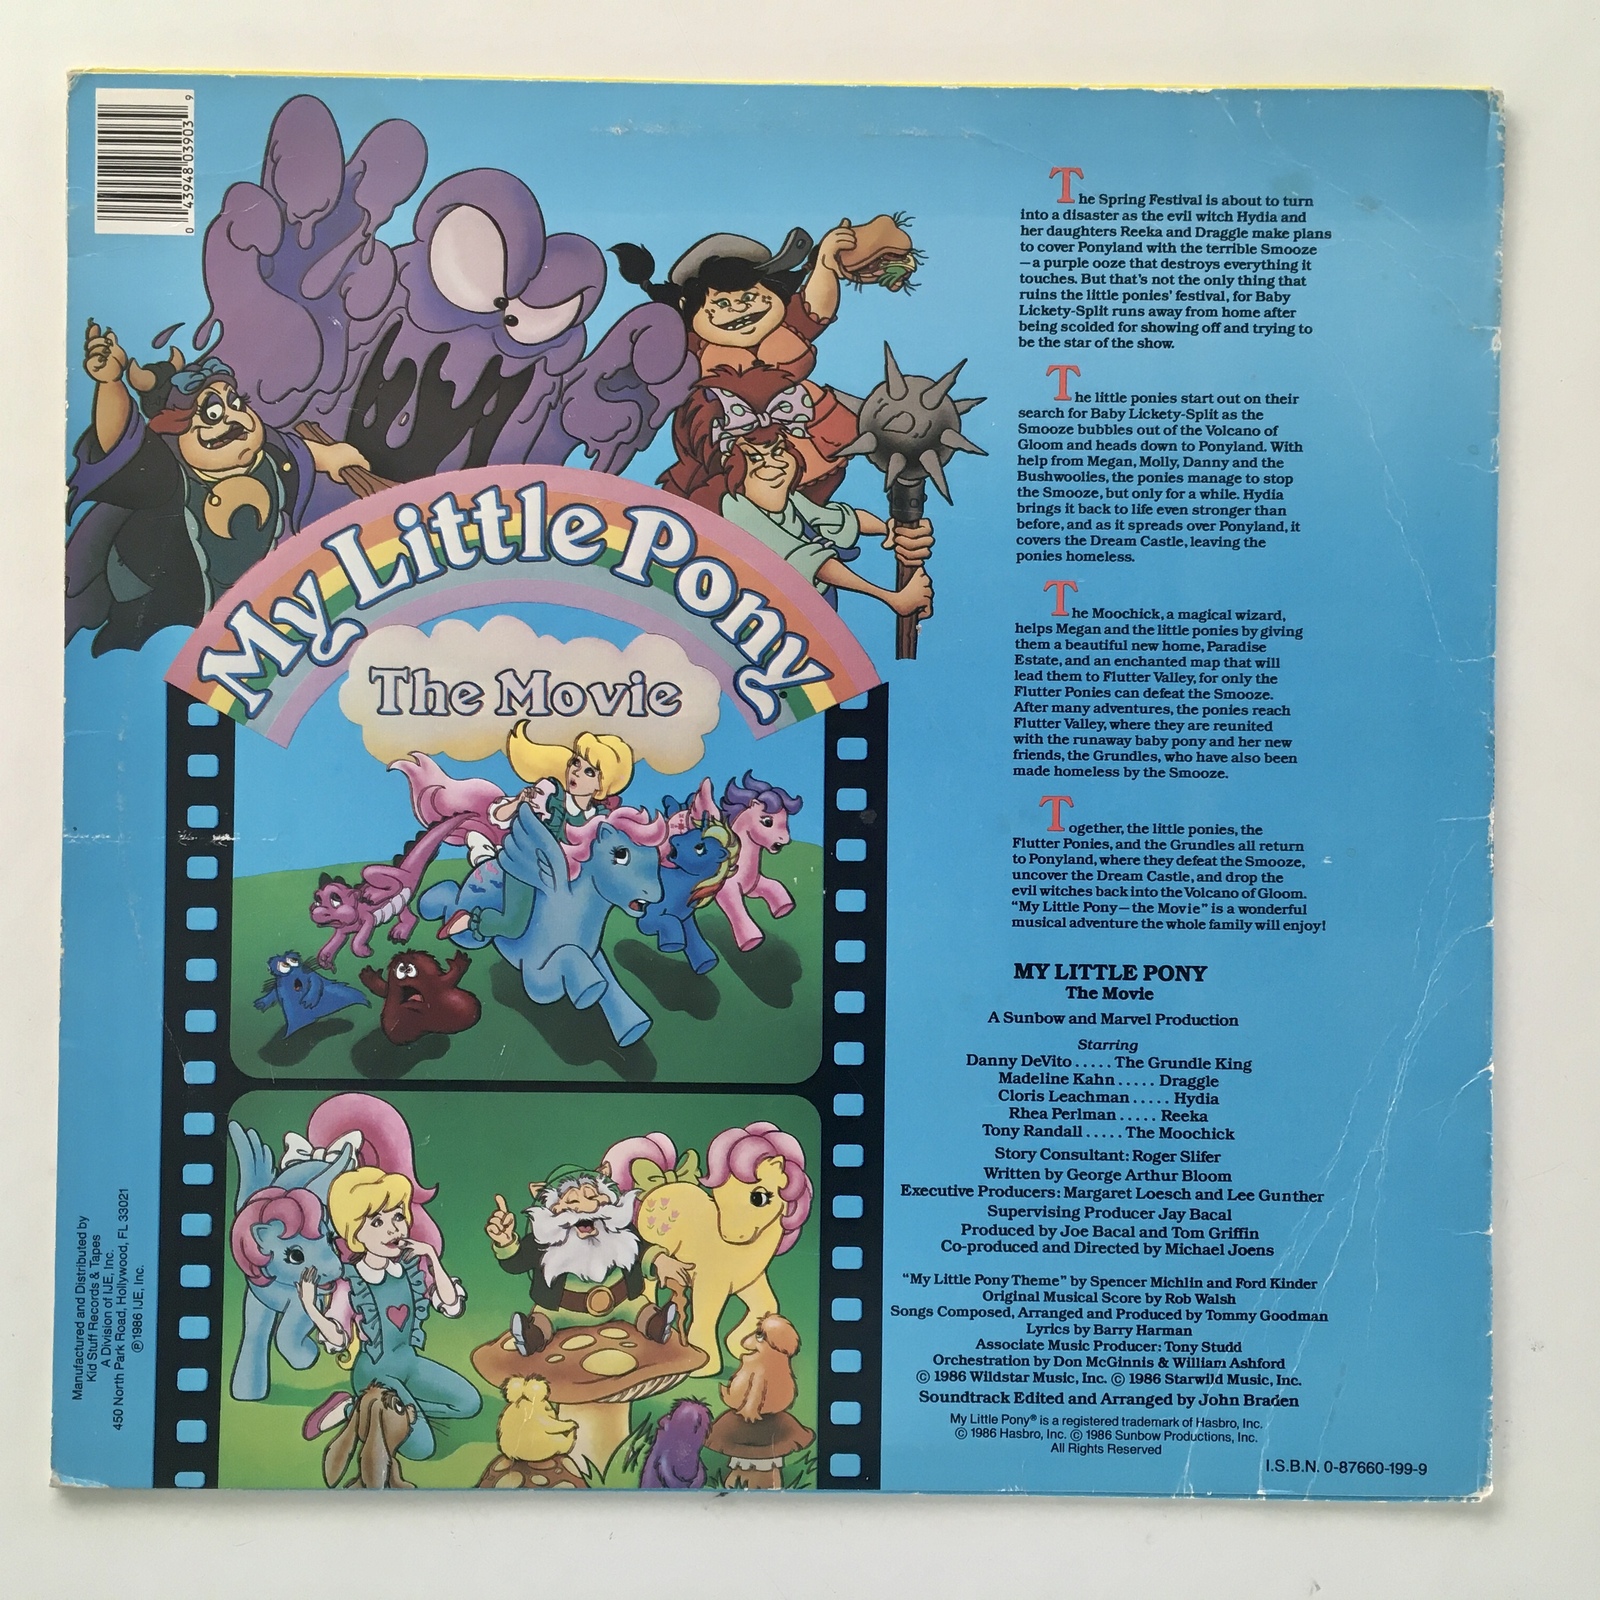 0 43948 03903 9
My Little Pony
The Movie
The Spring Festival is about to turn
into a disaster as the evil witch Hydia and
her daughters Reeka and Draggle make plans
to cover Ponyland with the terrible Smooze
—a purple ooze that destroys everything it
touches. But that's not the only thing that
ruins the little ponies' festival, for Baby
Lickety-Split runs away from home after
being scolded for showing off and trying to
be the star of the show.
The little ponies start out on their
search for Baby Lickety-Split as the
Smooze bubbles out of the Volcano of
Gloom and heads down to Ponyland. With
help from Megan, Molly, Danny and the
Bushwoolies, the ponies manage to stop
the Smooze, but only for a while. Hydia
brings it back to life even stronger than
before, and as it spreads over Ponyland, it
covers the Dream Castle, leaving the
ponies homeless.
The Moochick, a magical wizard,
helps Megan and the little ponies by giving
them a beautiful new home, Paradise
Estate, and an enchanted map that will
lead them to Flutter Valley, for only the
Flutter Ponies can defeat the Smooze.
After many adventures, the ponies reach
Flutter Valley, where they are reunited
with the runaway baby pony and her new
friends, the Grundles, who have also been
made homeless by the Smooze.
Together, the little ponies, the
Flutter Ponies, and the Grundles all return
to Ponyland, where they defeat the Smooze,
uncover the Dream Castle, and drop the
evil witches back into the Volcano of Gloom.
"My Little Pony—the Movie" is a wonderful
musical adventure the whole family will enjoy!
MY LITTLE PONY
The Movie
A Sunbow and Marvel Production
Starring
Danny DeVito ..... The Grundle King
Madeline Kahn ..... Draggle
Cloris Leachman ..... Hydia
Rhea Perlman ..... Reeka
Tony Randall ..... The Moochick
Story Consultant: Roger Slifer
Written by George Arthur Bloom
Executive Producers: Margaret Loesch and Lee Gunther
Supervising Producer Jay Bacal
Produced by Joe Bacal and Tom Griffin
Co-produced and Directed by Michael Joens
"My Little Pony Theme" by Spencer Michlin and Ford Kinder
Original Musical Score by Rob Walsh
Songs Composed, Arranged and Produced by Tommy Goodman
Lyrics by Barry Harman
Associate Music Producer: Tony Studd
Orchestration by Don McGinnis & William Ashford
© 1986 Wildstar Music, Inc. © 1986 Starwild Music, Inc.
Soundtrack Edited and Arranged by John Braden
My Little Pony® is a registered trademark of Hasbro, Inc.
© 1986 Hasbro, Inc. © 1986 Sunbow Productions, Inc.
All Rights Reserved
I.S.B.N. 0-87660-199-9
Manufactured and Distributed by
Kid Stuff Records & Tapes
A Division of IJE, Inc.
450 North Park Road, Hollywood, FL 33021
℗1986 IJE, Inc.